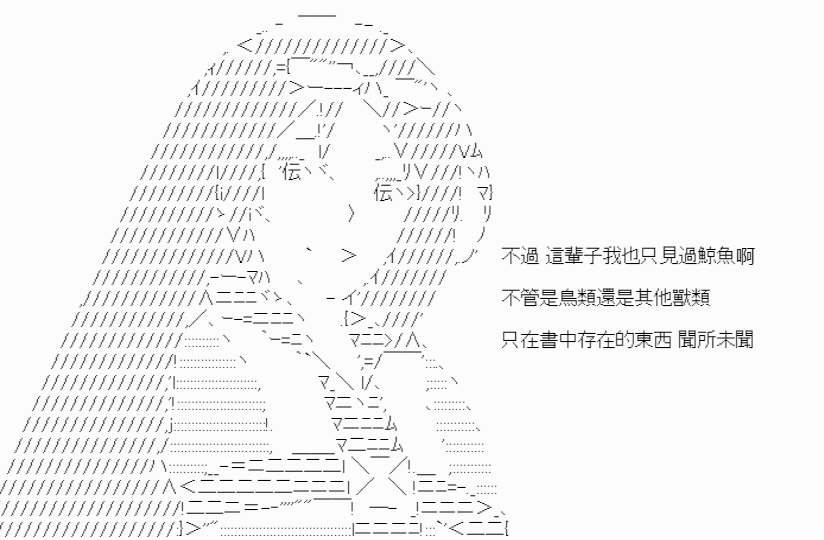 不過 這輩子我也只見過鯨魚啊
不管是鳥類還是其他獸類
只在書中存在的東西 聞所未聞